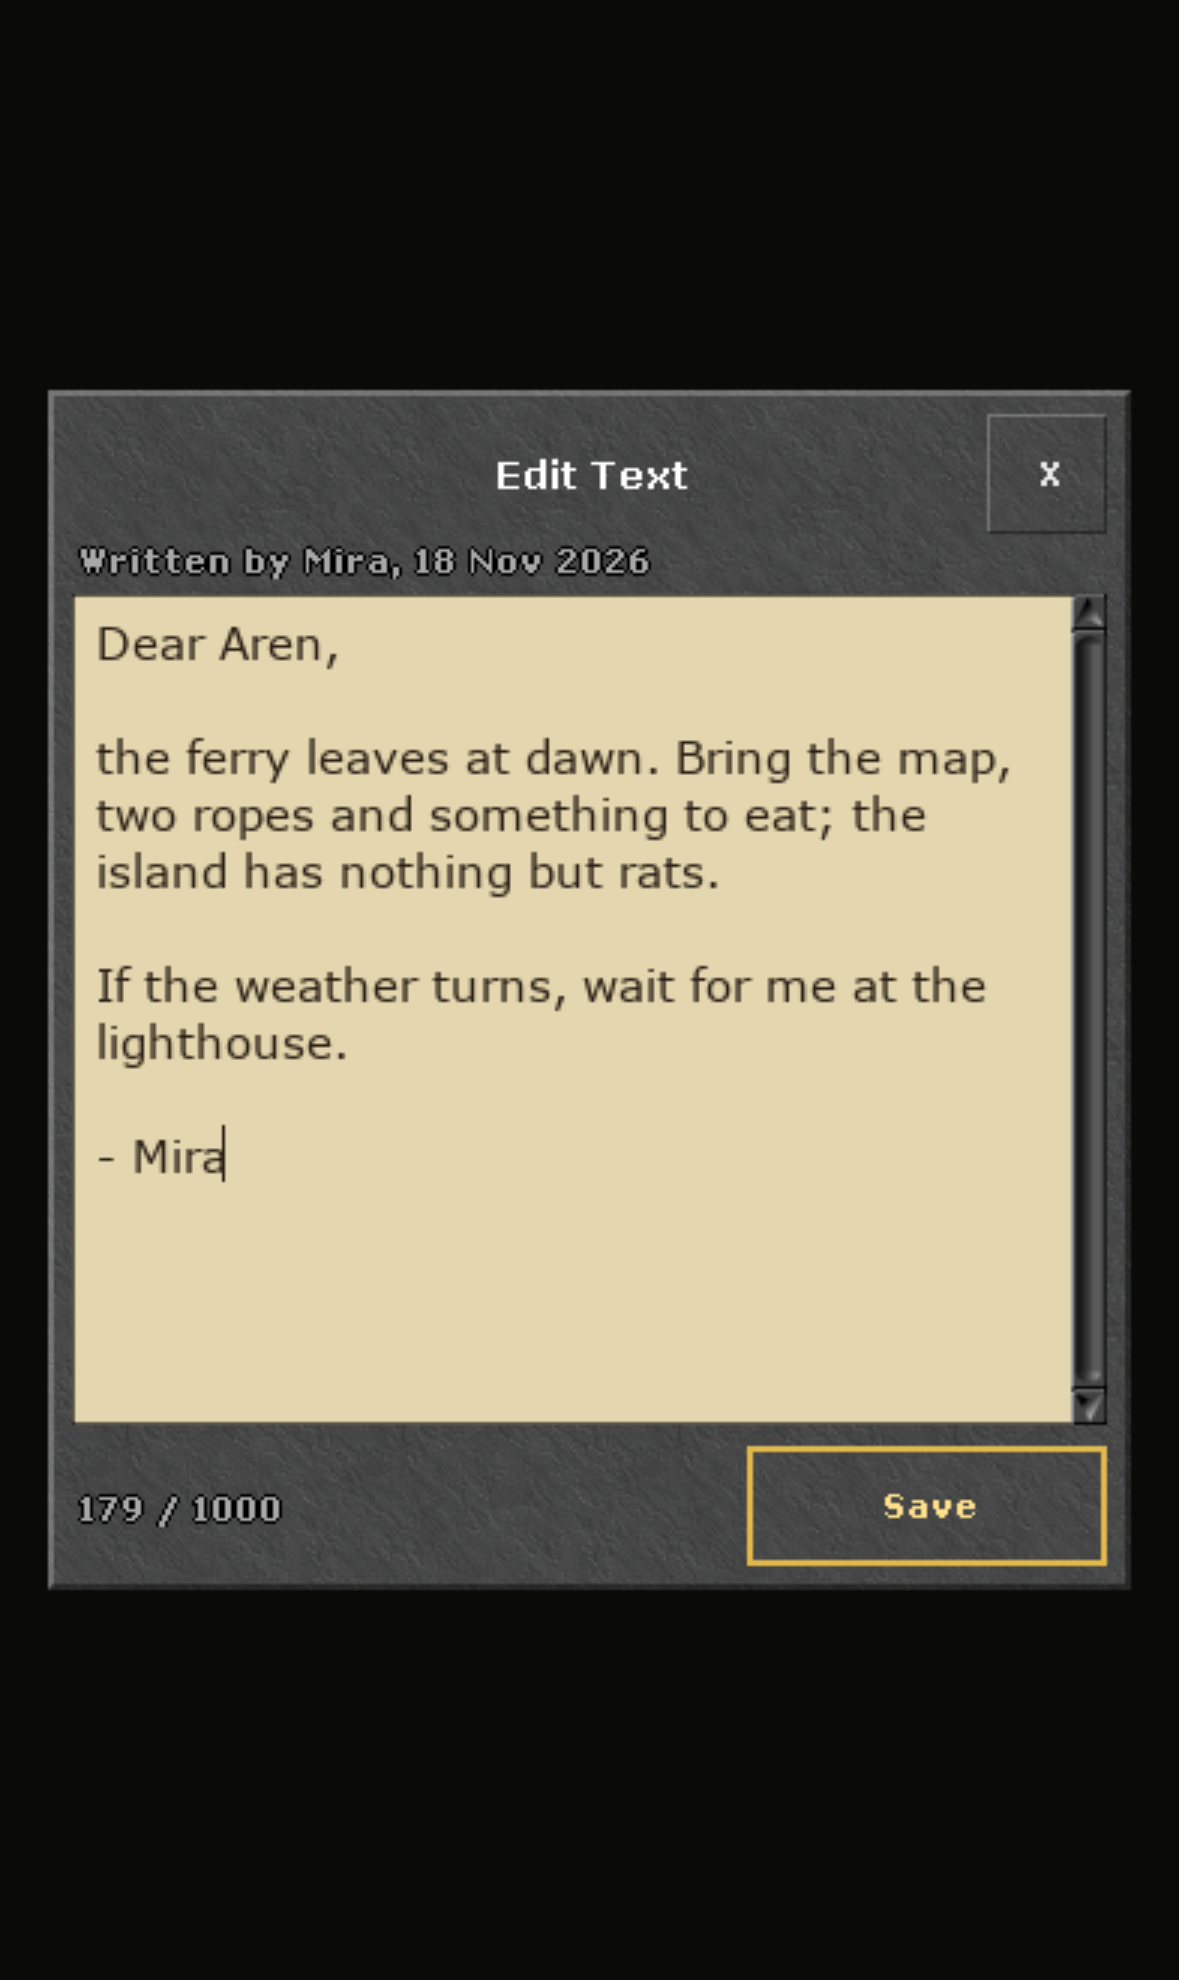 Edit Text
X
Written by Mira, 18 Nov 2026
Dear Aren,
the ferry leaves at dawn. Bring the map,
two ropes and something to eat; the
island has nothing but rats.
If the weather turns, wait for me at the
lighthouse.
- Mira
179 / 1000
Save